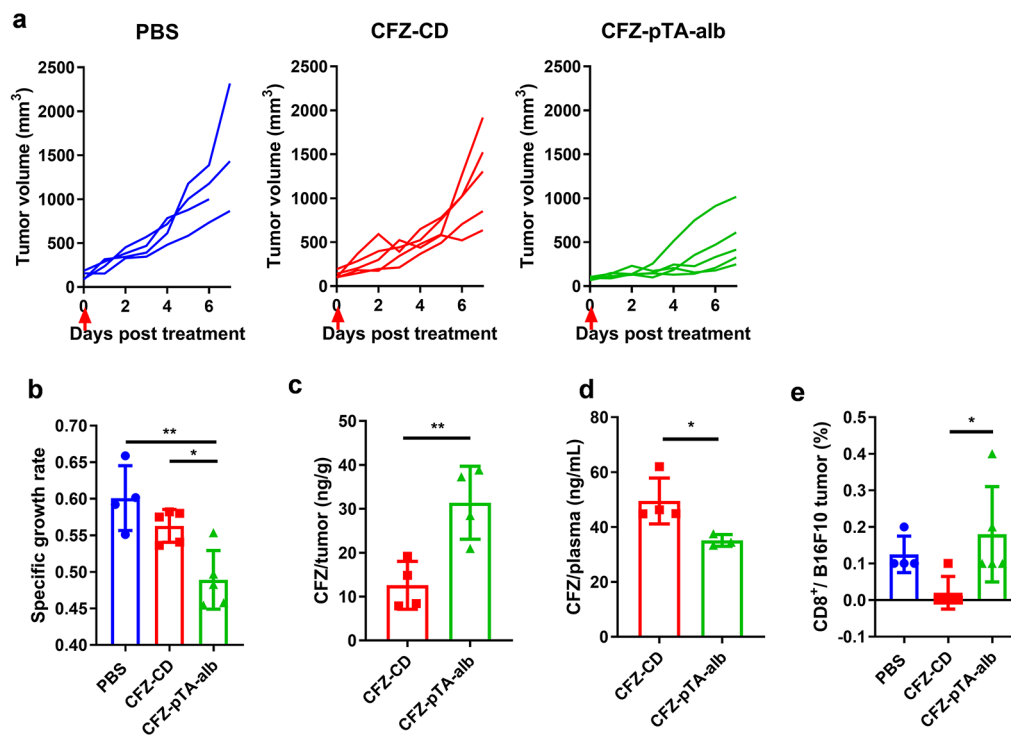 a
PBS
CFZ-CD
CFZ-pTA-alb
Tumor volume (mm³)
2500
2000
1500
1000
500
0
0 2 4 6
Days post treatment
Tumor volume (mm³)
2500
2000
1500
1000
500
0
0 2 4 6
Days post treatment
Tumor volume (mm³)
2500
2000
1500
1000
500
0
0 2 4 6
Days post treatment
b
Specific growth rate
0.70
0.65
0.60
0.55
0.50
0.45
0.40
**
*
PBS
CFZ-CD
CFZ-pTA-alb
c
CFZ/tumor (ng/g)
50
40
30
20
10
0
**
CFZ-CD
CFZ-pTA-alb
d
CFZ/plasma (ng/mL)
80
60
40
20
0
*
CFZ-CD
CFZ-pTA-alb
e
CD8⁺/ B16F10 tumor (%)
0.5
0.4
0.3
0.2
0.1
0.0
-0.1
*
PBS
CFZ-CD
CFZ-pTA-alb